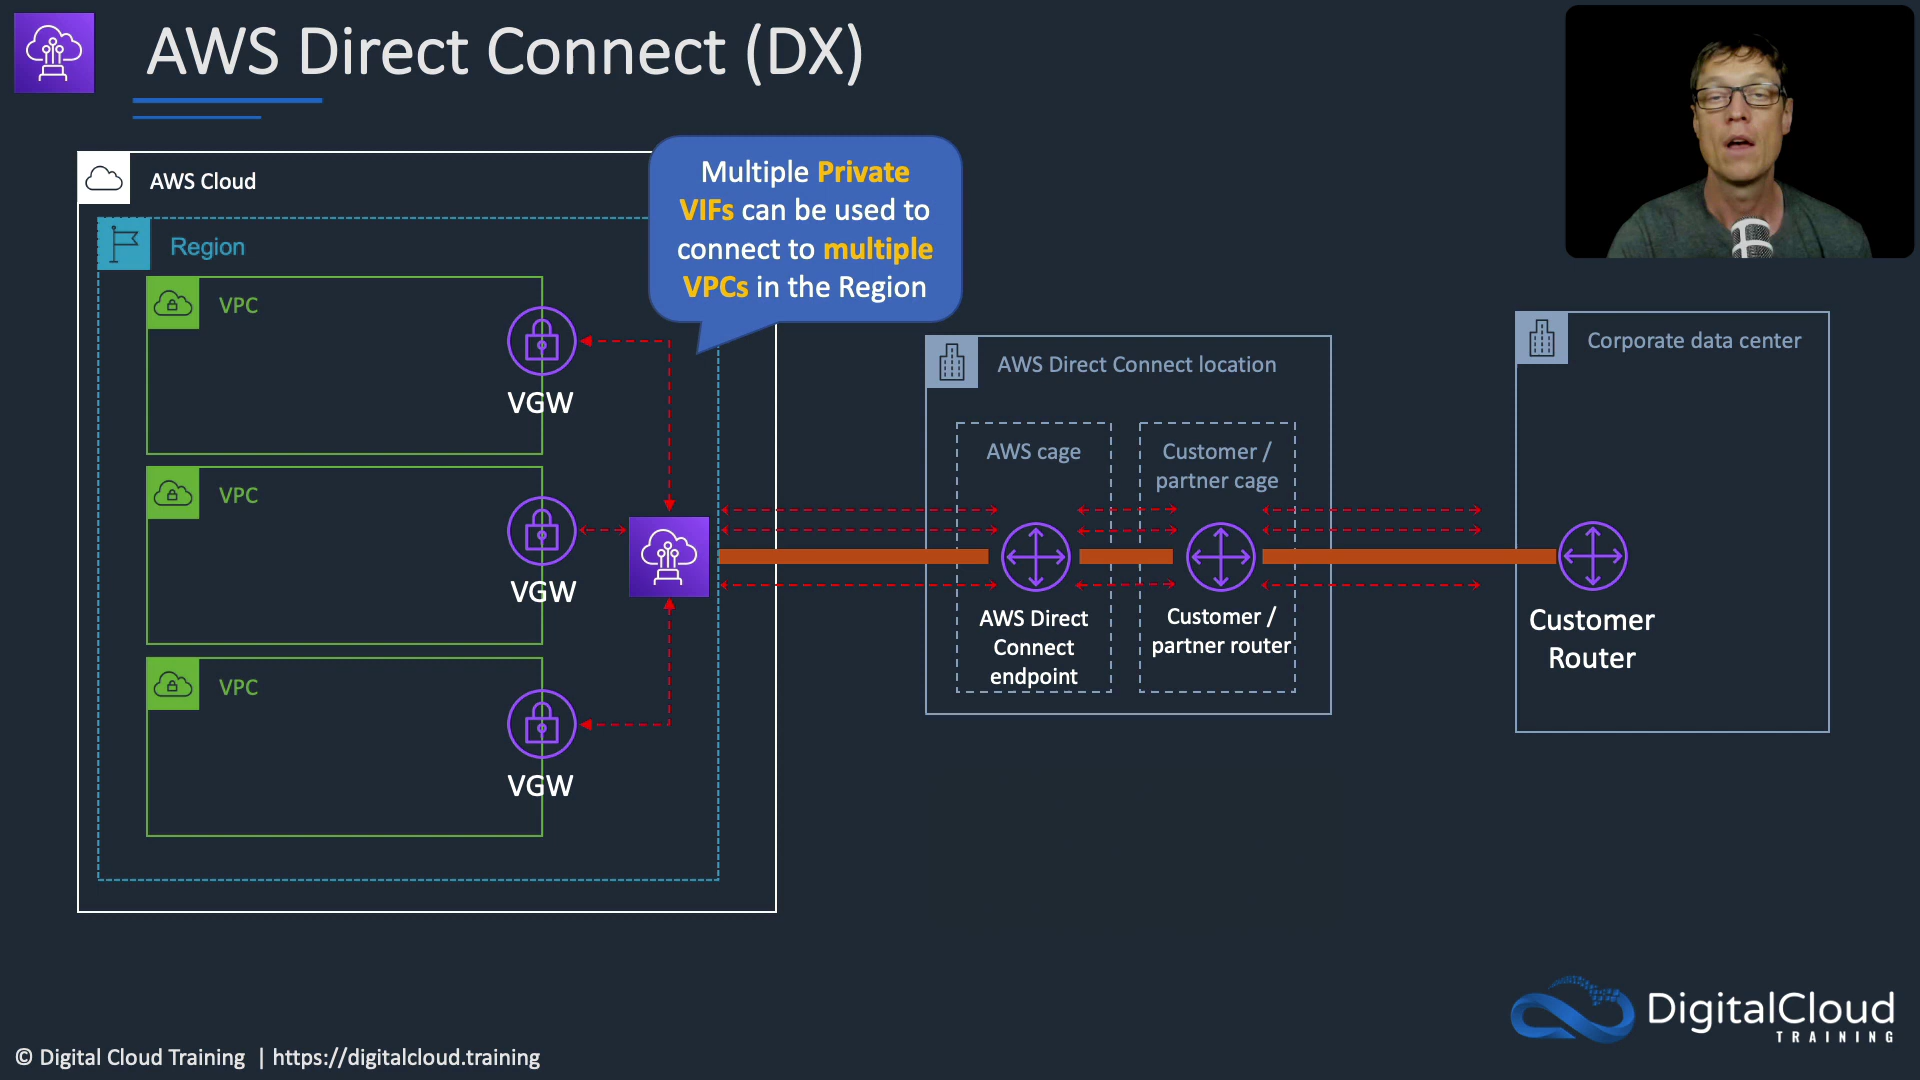 AWS Direct Connect (DX)
AWS Cloud
Multiple Private
VIFs can be used to
connect to multiple
VPCs in the Region
Region
VPC
VGW
VPC
VGW
VPC
VGW
AWS Direct Connect location
AWS cage
Customer /
partner cage
AWS Direct
Connect
endpoint
Customer /
partner router
Corporate data center
Customer
Router
DigitalCloud
TRAINING
© Digital Cloud Training | https://digitalcloud.training